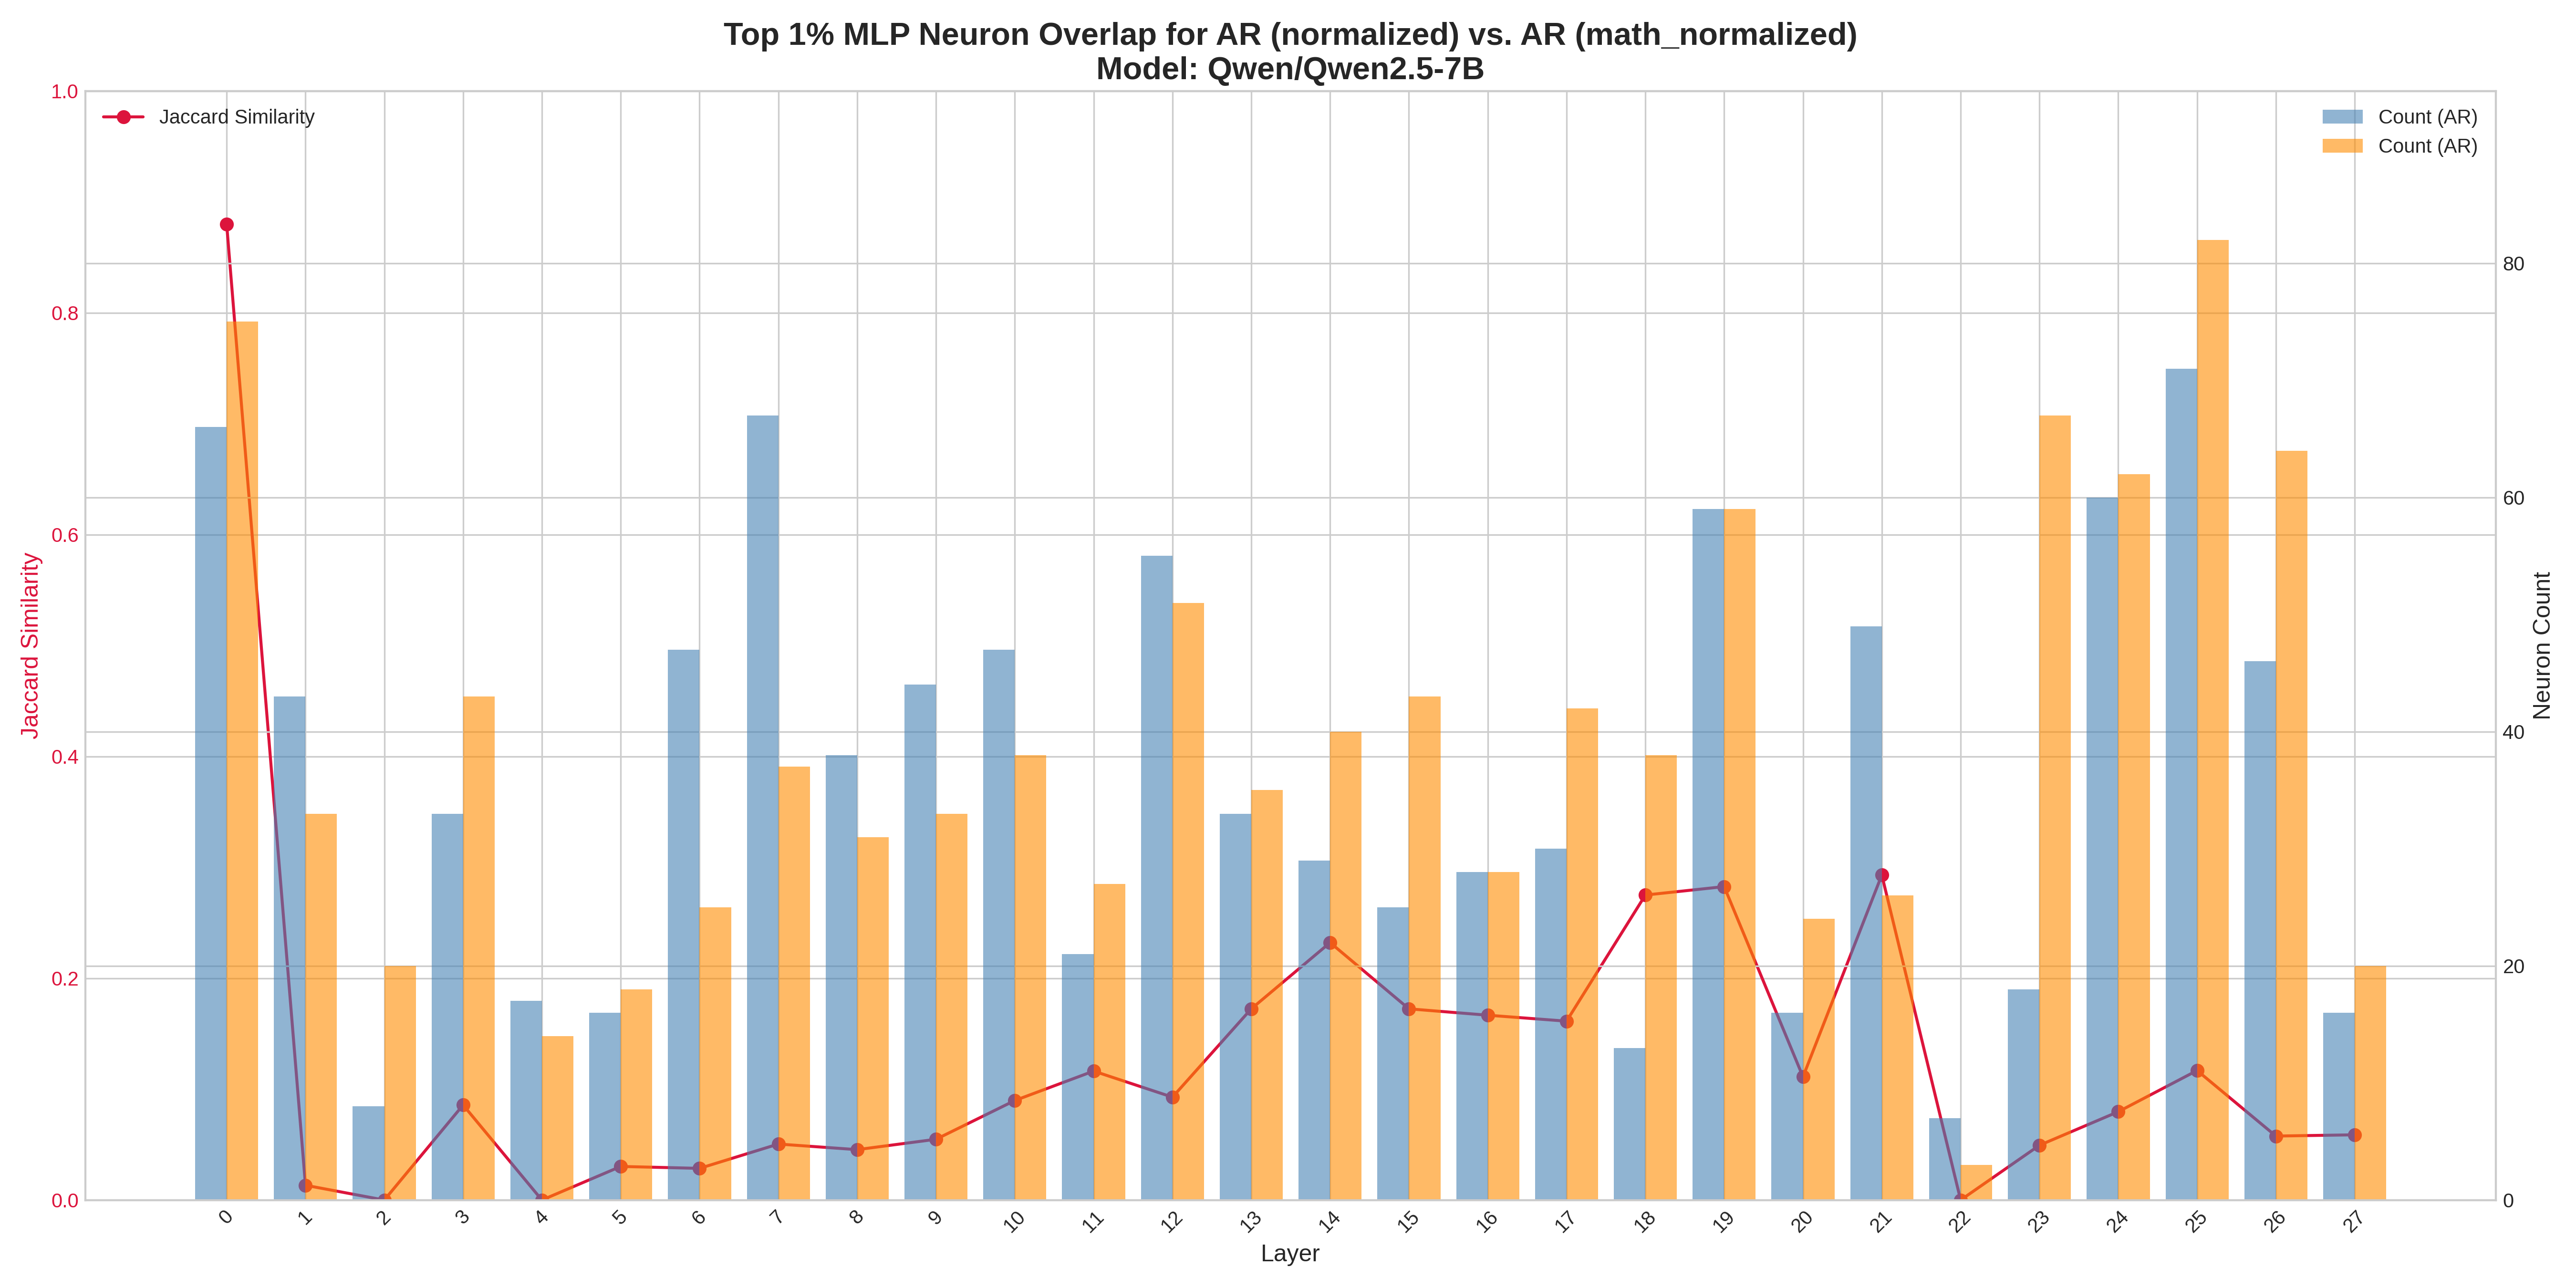 Top 1% MLP Neuron Overlap for AR (normalized) vs. AR (math_normalized)
Model: Qwen/Qwen2.5-7B
Jaccard Similarity
Count (AR)
Count (AR)
Jaccard Similarity
1.0
0.8
0.6
0.4
0.2
0.0
80
60
40
20
0
Neuron Count
0 1 2 3 4 5 6 7 8 9 10 11 12 13 14 15 16 17 18 19 20 21 22 23 24 25 26 27
Layer